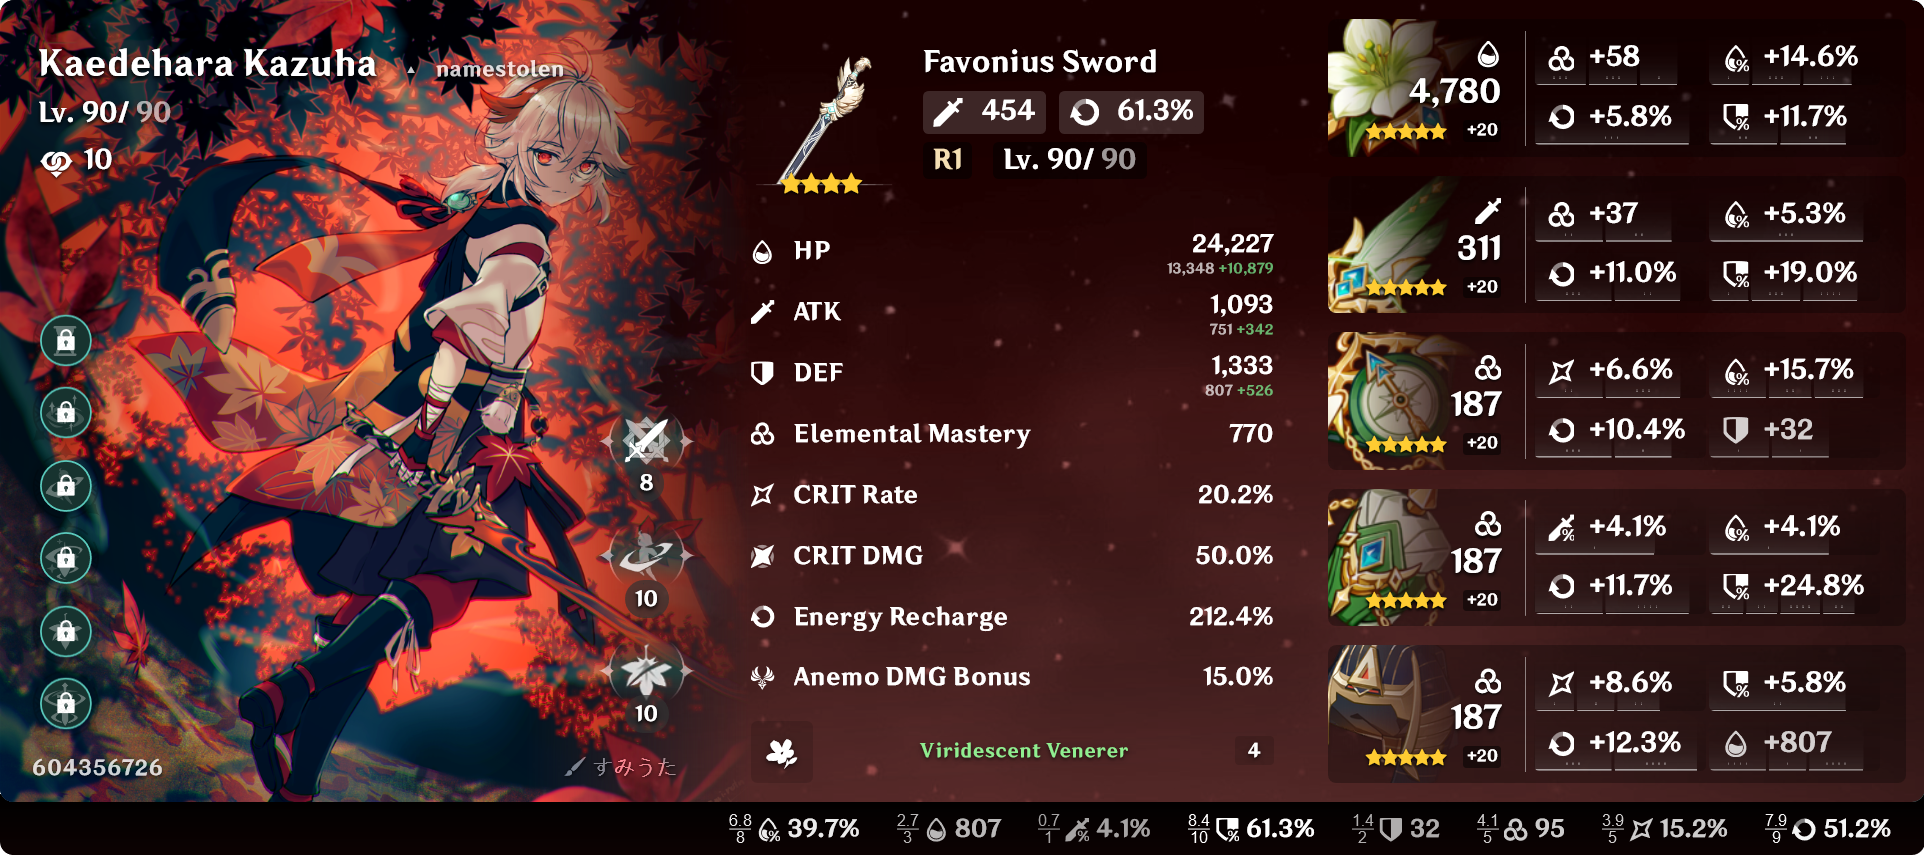 Kaedehara Kazuha ▲ namestolen
Lv. 90/ 90
10
8
10
10
604356726
すみうた
Favonius Sword
454 61.3%
R1 Lv. 90/ 90
HP 24,227
13,348 +10,879
ATK 1,093
751 +342
DEF 1,333
807 +526
Elemental Mastery 770
CRIT Rate 20.2%
CRIT DMG 50.0%
Energy Recharge 212.4%
Anemo DMG Bonus 15.0%
Viridescent Venerer 4
4,780
+20
+58 +14.6%
+5.8% +11.7%
311
+20
+37 +5.3%
+11.0% +19.0%
187
+20
+6.6% +15.7%
+10.4% +32
187
+20
+4.1% +4.1%
+11.7% +24.8%
187
+20
+8.6% +5.8%
+12.3% +807
6.8/8 % 39.7% 2.7/3 807 0.7/1 % 4.1% 8.4/10 % 61.3% 1.4/2 32 4.1/5 95 3.9/5 15.2% 7.9/9 51.2%